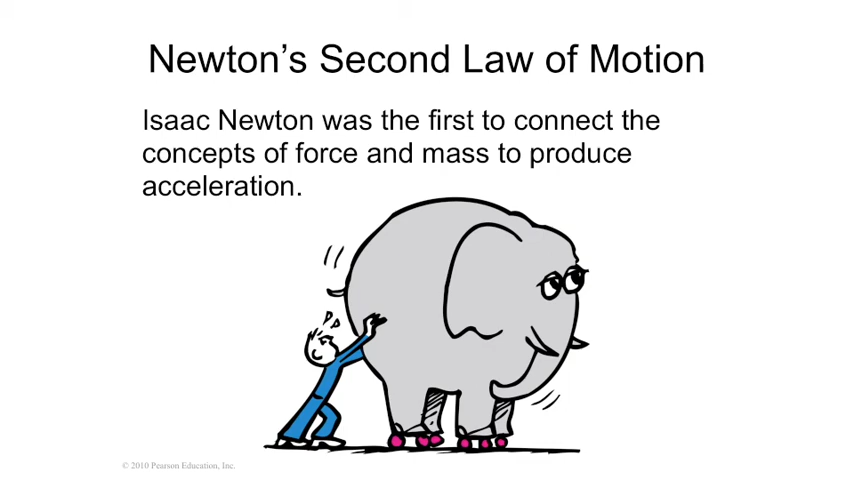 Newton’s Second Law of Motion
Isaac Newton was the first to connect the
concepts of force and mass to produce
acceleration.
© 2010 Pearson Education, Inc.